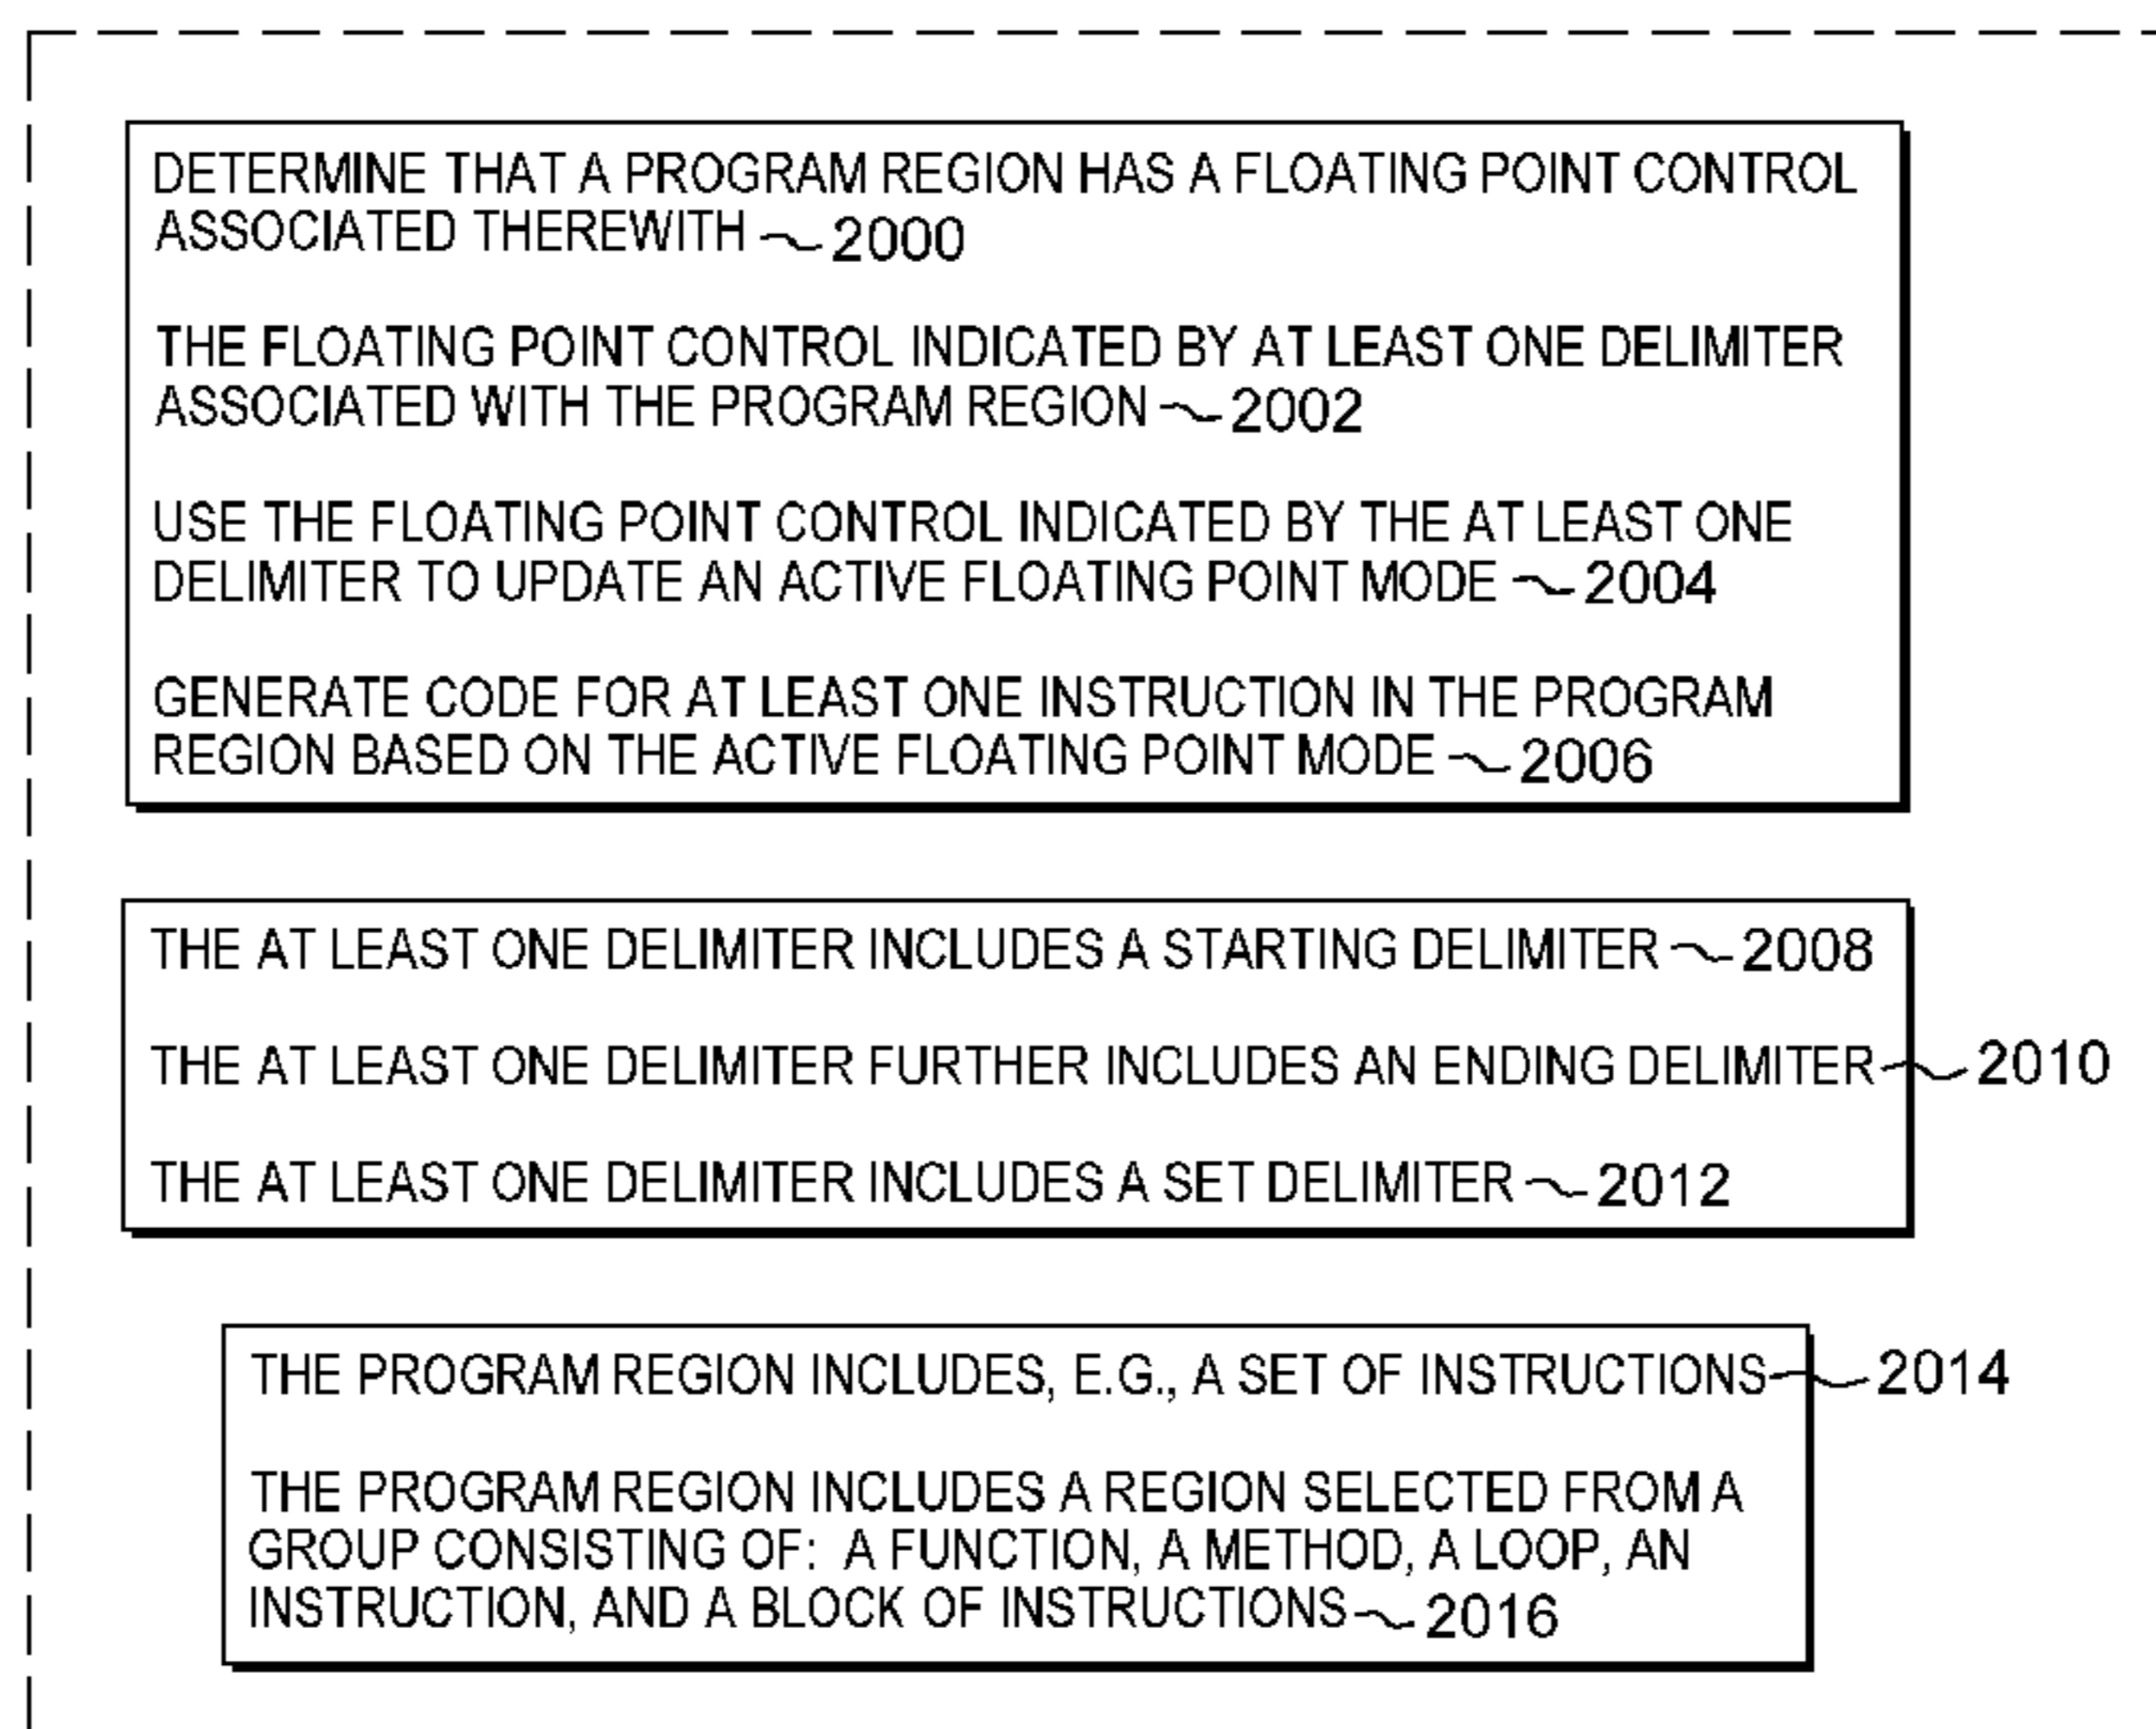 DETERMINE THAT A PROGRAM REGION HAS A FLOATING POINT CONTROL
ASSOCIATED THEREWITH 2000
THE FLOATING POINT CONTROL INDICATED BY AT LEAST ONE DELIMITER
ASSOCIATED WITH THE PROGRAM REGION 2002
USE THE FLOATING POINT CONTROL INDICATED BY THE AT LEAST ONE
DELIMITER TO UPDATE AN ACTIVE FLOATING POINT MODE 2004
GENERATE CODE FOR AT LEAST ONE INSTRUCTION IN THE PROGRAM
REGION BASED ON THE ACTIVE FLOATING POINT MODE 2006
THE AT LEAST ONE DELIMITER INCLUDES A STARTING DELIMITER 2008
THE AT LEAST ONE DELIMITER FURTHER INCLUDES AN ENDING DELIMITER 2010
THE AT LEAST ONE DELIMITER INCLUDES A SET DELIMITER 2012
THE PROGRAM REGION INCLUDES, E.G., A SET OF INSTRUCTIONS 2014
THE PROGRAM REGION INCLUDES A REGION SELECTED FROM A
GROUP CONSISTING OF: A FUNCTION, A METHOD, A LOOP, AN
INSTRUCTION, AND A BLOCK OF INSTRUCTIONS 2016